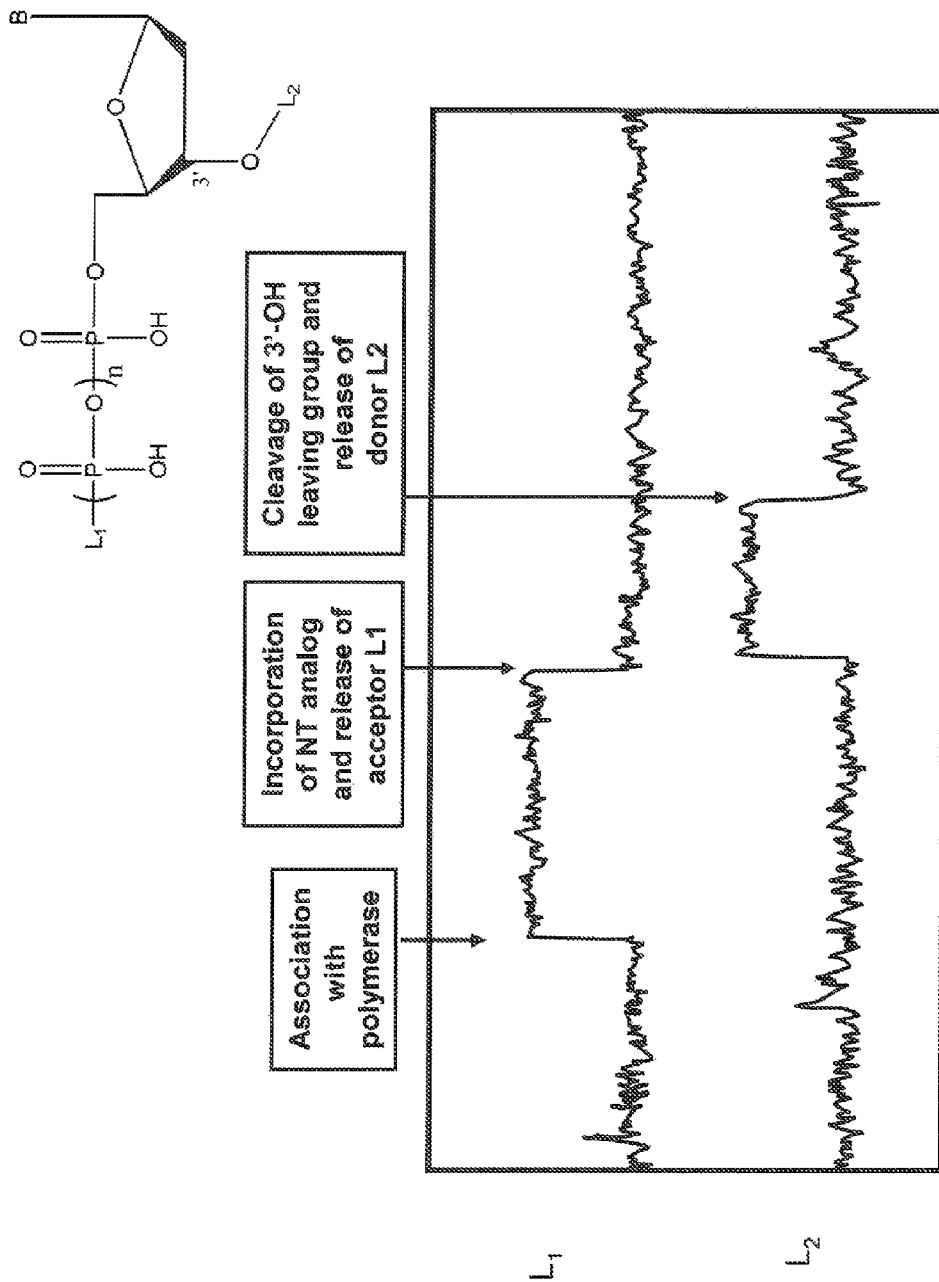 B
O
O
3'
L2
O
O
P
OH
n
O
O
P
OH
L1
Association
with
polymerase
Incorporation
of NT analog
and release of
acceptor L1
Cleavage of 3'-OH
leaving group and
release of
donor L2
L1
L2